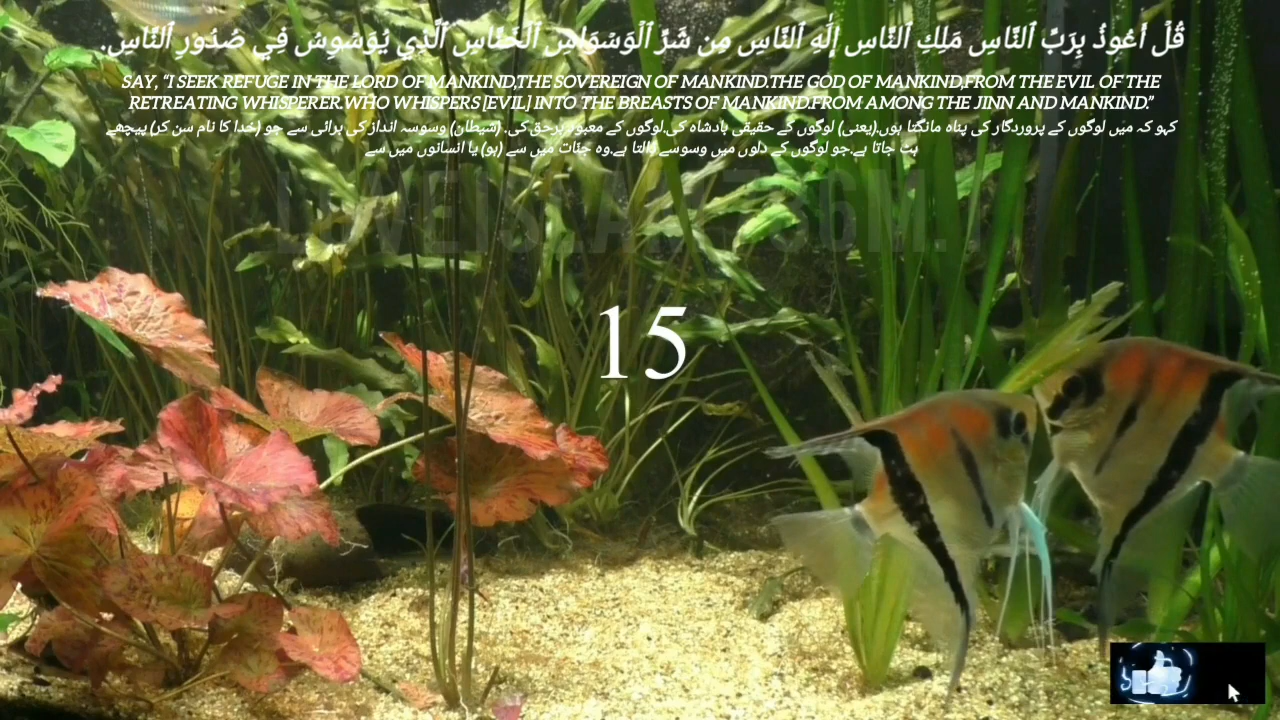 قُلْ أَعُوذُ بِرَبِّ ٱلنَّاسِ مَلِكِ ٱلنَّاسِ إِلَٰهِ ٱلنَّاسِ مِن شَرِّ ٱلْوَسْوَاسِ ٱلْخَنَّاسِ ٱلَّذِي يُوَسْوِسُ فِي صُدُورِ ٱلنَّاسِ.
SAY, “I SEEK REFUGE IN THE LORD OF MANKIND,THE SOVEREIGN OF MANKIND.THE GOD OF MANKIND,FROM THE EVIL OF THE
RETREATING WHISPERER.WHO WHISPERS [EVIL] INTO THE BREASTS OF MANKIND.FROM AMONG THE JINN AND MANKIND.”
کہو کہ میں لوگوں کے پروردگار کی پناہ مانگتا ہوں.(یعنی) لوگوں کے حقیقی بادشاہ کی.لوگوں کے معبود برحق کی. (شیطان) وسوسہ انداز کی برائی سے جو (خدا کا نام سن کر) پیچھے
ہٹ جاتا ہے.جو لوگوں کے دلوں میں وسوسے ڈالتا ہے.وہ جنّات میں سے (ہو) یا انسانوں میں سے
LOVEISLAM786M.
15